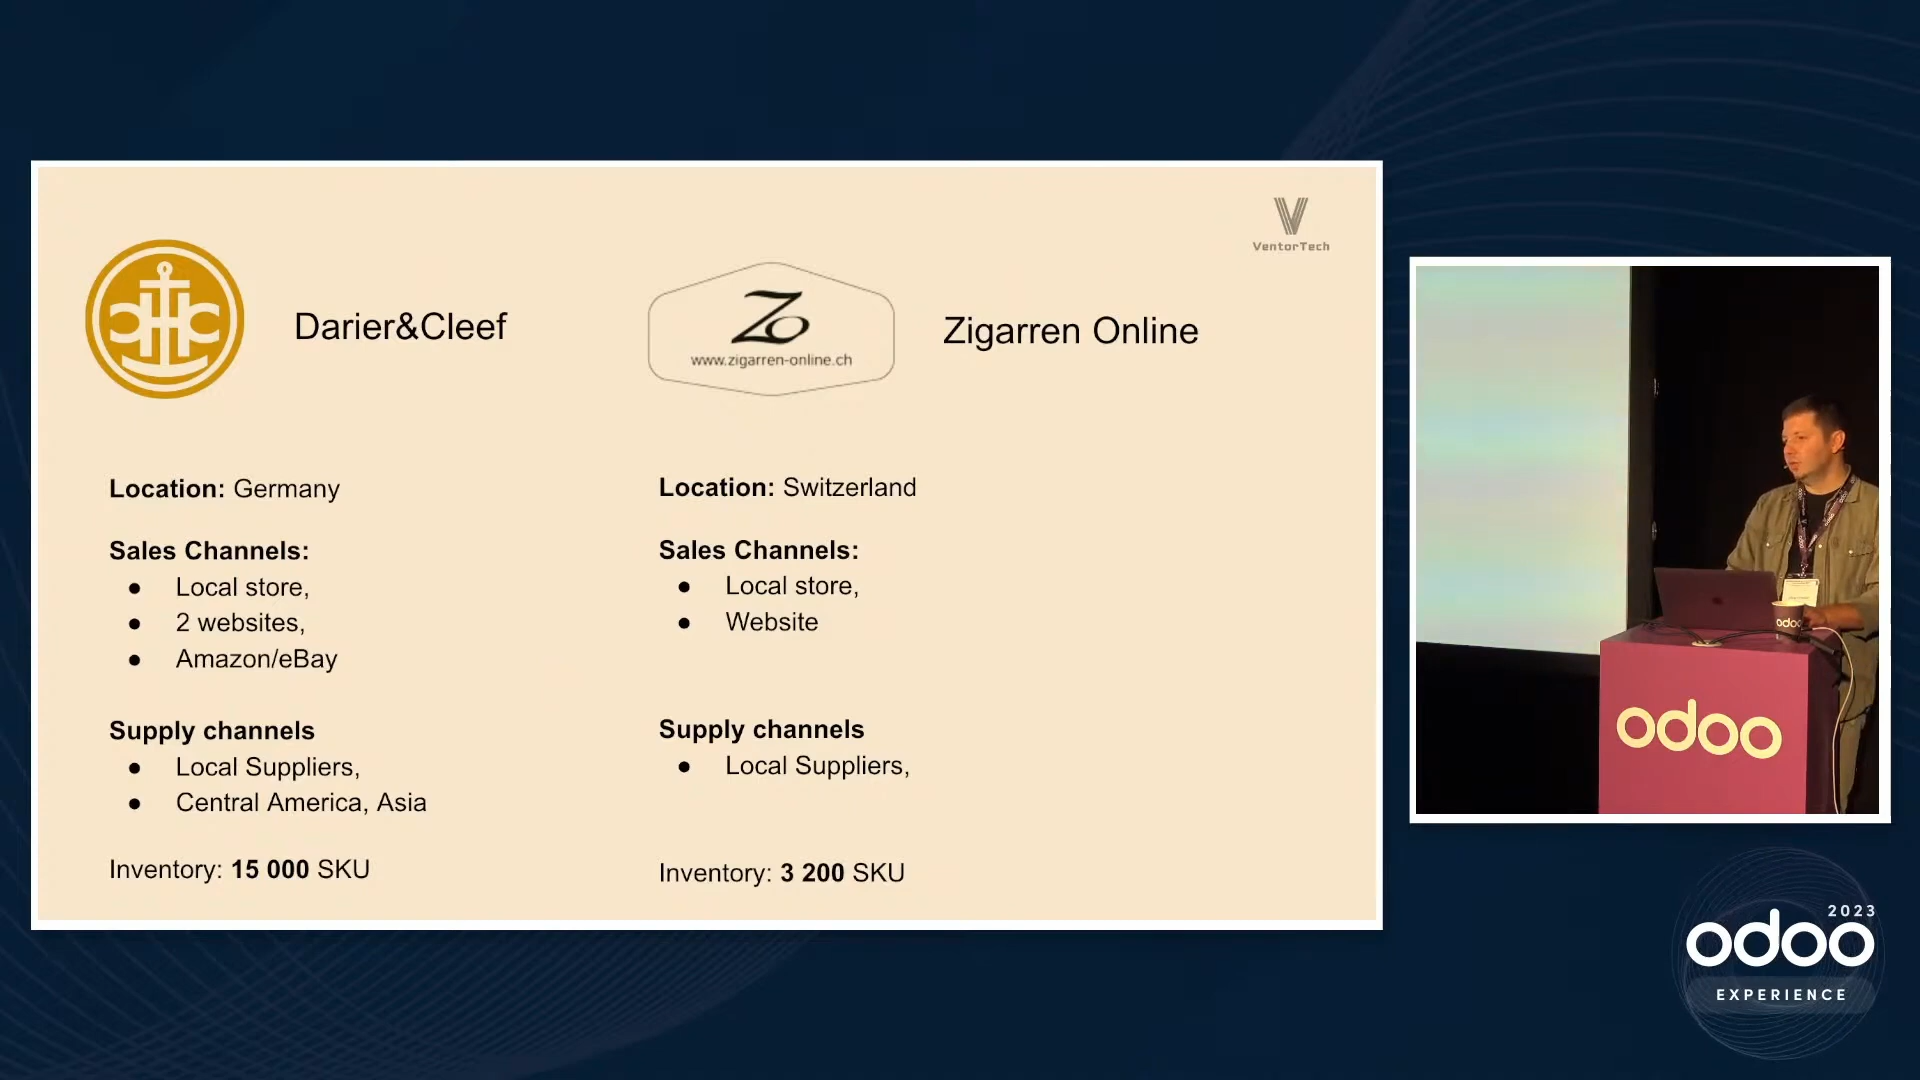 VentorTech
Darier&Cleef
Zo
www.zigarren-online.ch
Zigarren Online
Location: Germany
Sales Channels:
● Local store,
● 2 websites,
● Amazon/eBay
Supply channels
● Local Suppliers,
● Central America, Asia
Inventory: 15 000 SKU
Location: Switzerland
Sales Channels:
● Local store,
● Website
Supply channels
● Local Suppliers,
Inventory: 3 200 SKU
odoo
odoo
odoo
2023
odoo
EXPERIENCE